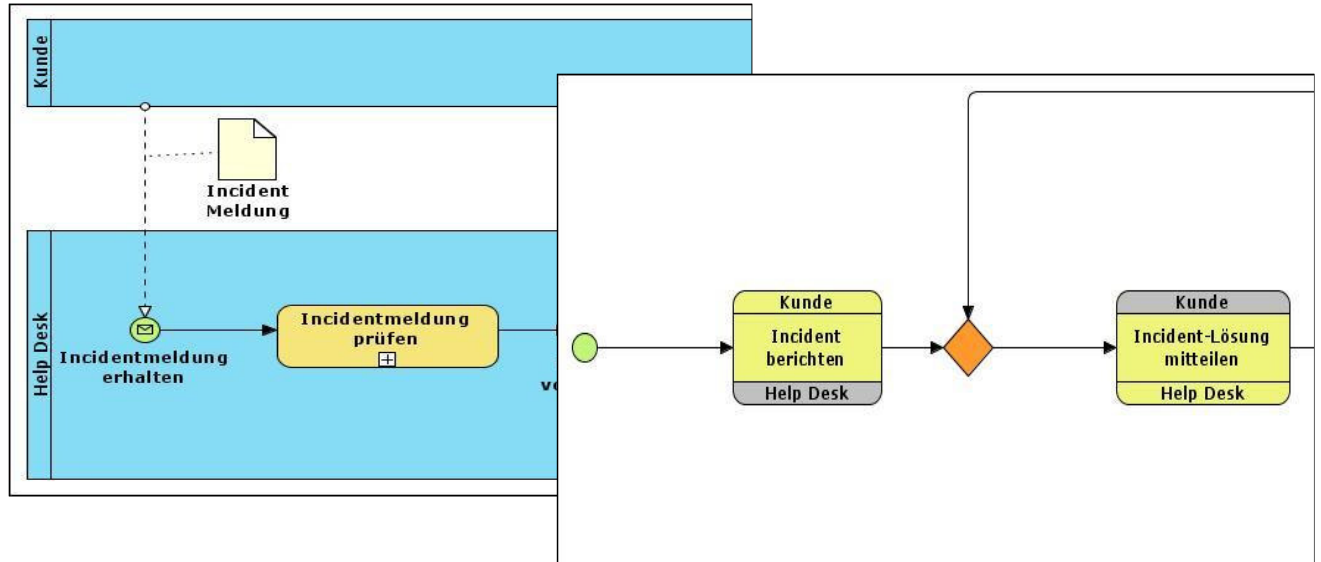 Kunde
Incident
Meldung
Help Desk
Incidentmeldung
erhalten
Incidentmeldung
prüfen
Kunde
Incident
berichten
Help Desk
Kunde
Incident-Lösung
mitteilen
Help Desk